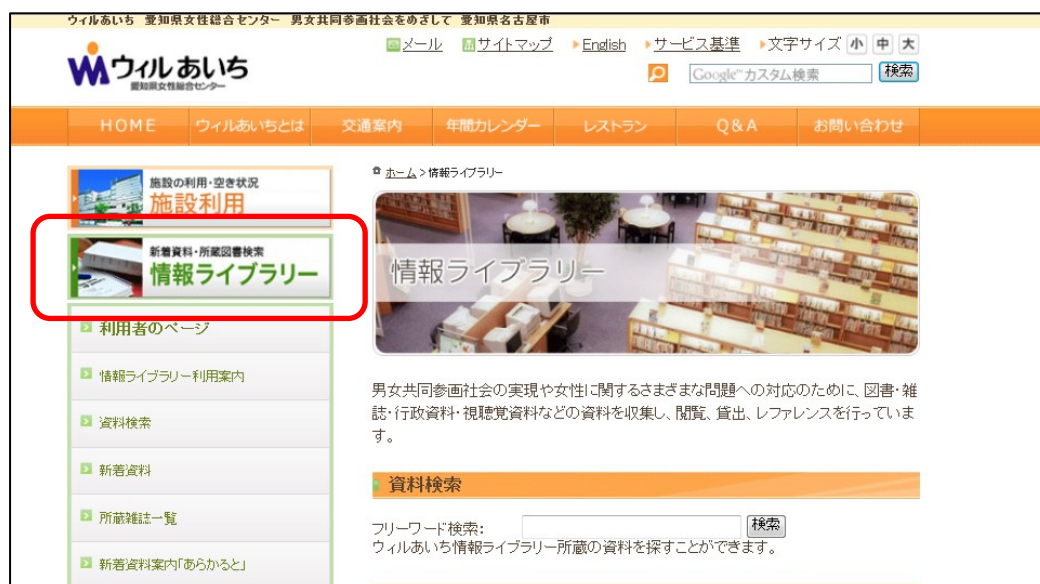 ウィルあいち 愛知県女性総合センター 男女共同参画社会をめざして 愛知県名古屋市
メール サイトマップ English サービス基準 文字サイズ 小 中 大
ウィルあいち
愛知県女性総合センター
Google カスタム検索 検索
HOME ウィルあいちとは 交通案内 年間カレンダー レストラン Q&A お問い合わせ
施設の利用・空き状況
施設利用
新着資料・所蔵図書検索
情報ライブラリー
利用者のページ
情報ライブラリー利用案内
資料検索
新着資料
所蔵雑誌一覧
新着資料案内「あらかると」
ホーム > 情報ライブラリー
情報ライブラリー
男女共同参画社会の実現や女性に関するさまざまな問題への対応のために、図書・雑
誌・行政資料・視聴覚資料などの資料を収集し、閲覧、貸出、レファレンスを行っていま
す。
資料検索
フリーワード検索: 検索
ウィルあいち情報ライブラリー所蔵の資料を探すことができます。